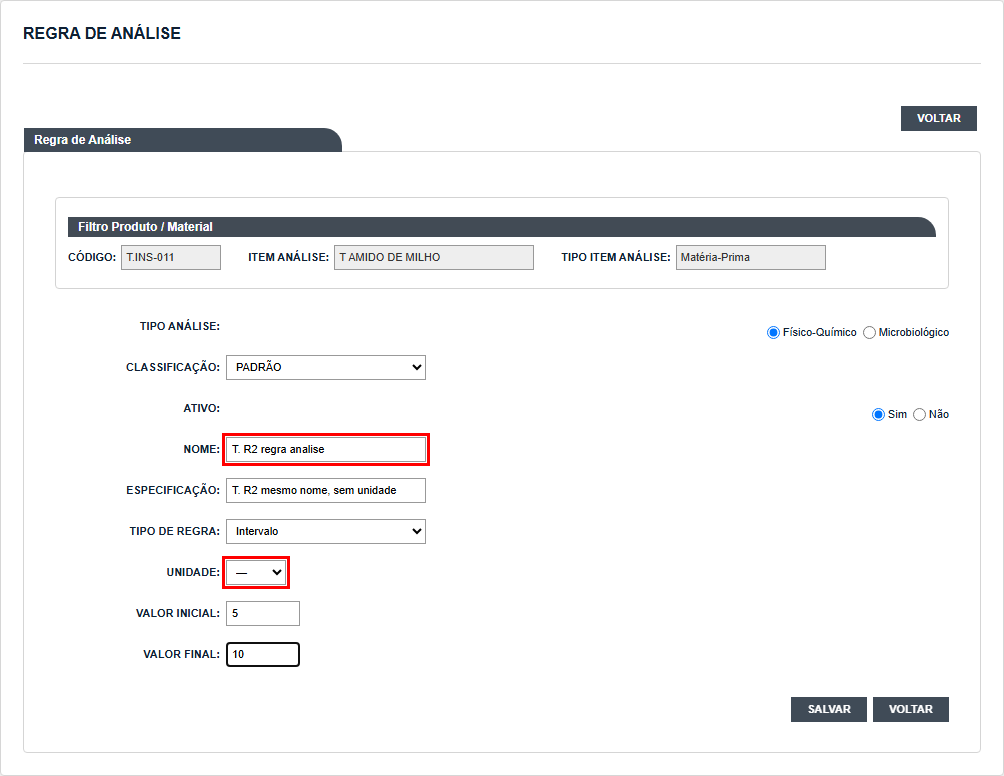 REGRA DE ANÁLISE
VOLTAR
Regra de Análise
Filtro Produto / Material
CÓDIGO: T.INS-011 ITEM ANÁLISE: T AMIDO DE MILHO TIPO ITEM ANÁLISE: Matéria-Prima
TIPO ANÁLISE: Físico-Químico Microbiológico
CLASSIFICAÇÃO: PADRÃO
ATIVO: Sim Não
NOME: T. R2 regra analise
ESPECIFICAÇÃO: T. R2 mesmo nome, sem unidade
TIPO DE REGRA: Intervalo
UNIDADE: —
VALOR INICIAL: 5
VALOR FINAL: 10
SALVAR VOLTAR